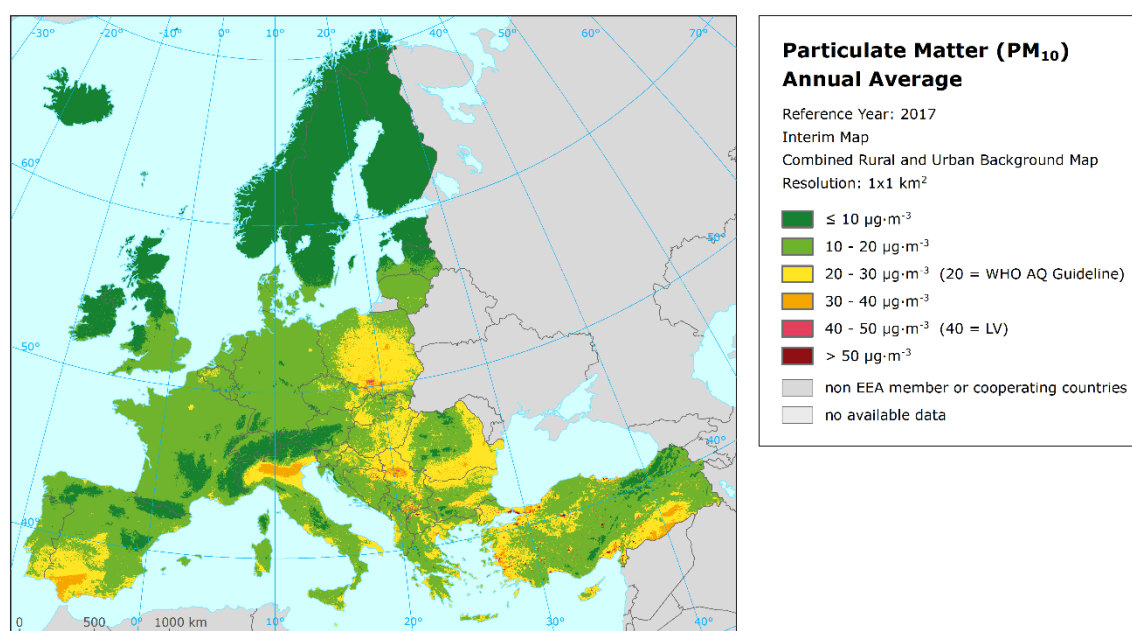 -30° -20° -10° 0° 10° 20° 30° 40° 50° 60° 70°
60°
50°
50°
40°
40°
0 500 1000 km
0° 10° 20° 30° 40°
Particulate Matter (PM₁₀)
Annual Average
Reference Year: 2017
Interim Map
Combined Rural and Urban Background Map
Resolution: 1x1 km²
≤ 10 µg·m⁻³
10 - 20 µg·m⁻³
20 - 30 µg·m⁻³ (20 = WHO AQ Guideline)
30 - 40 µg·m⁻³
40 - 50 µg·m⁻³ (40 = LV)
> 50 µg·m⁻³
non EEA member or cooperating countries
no available data